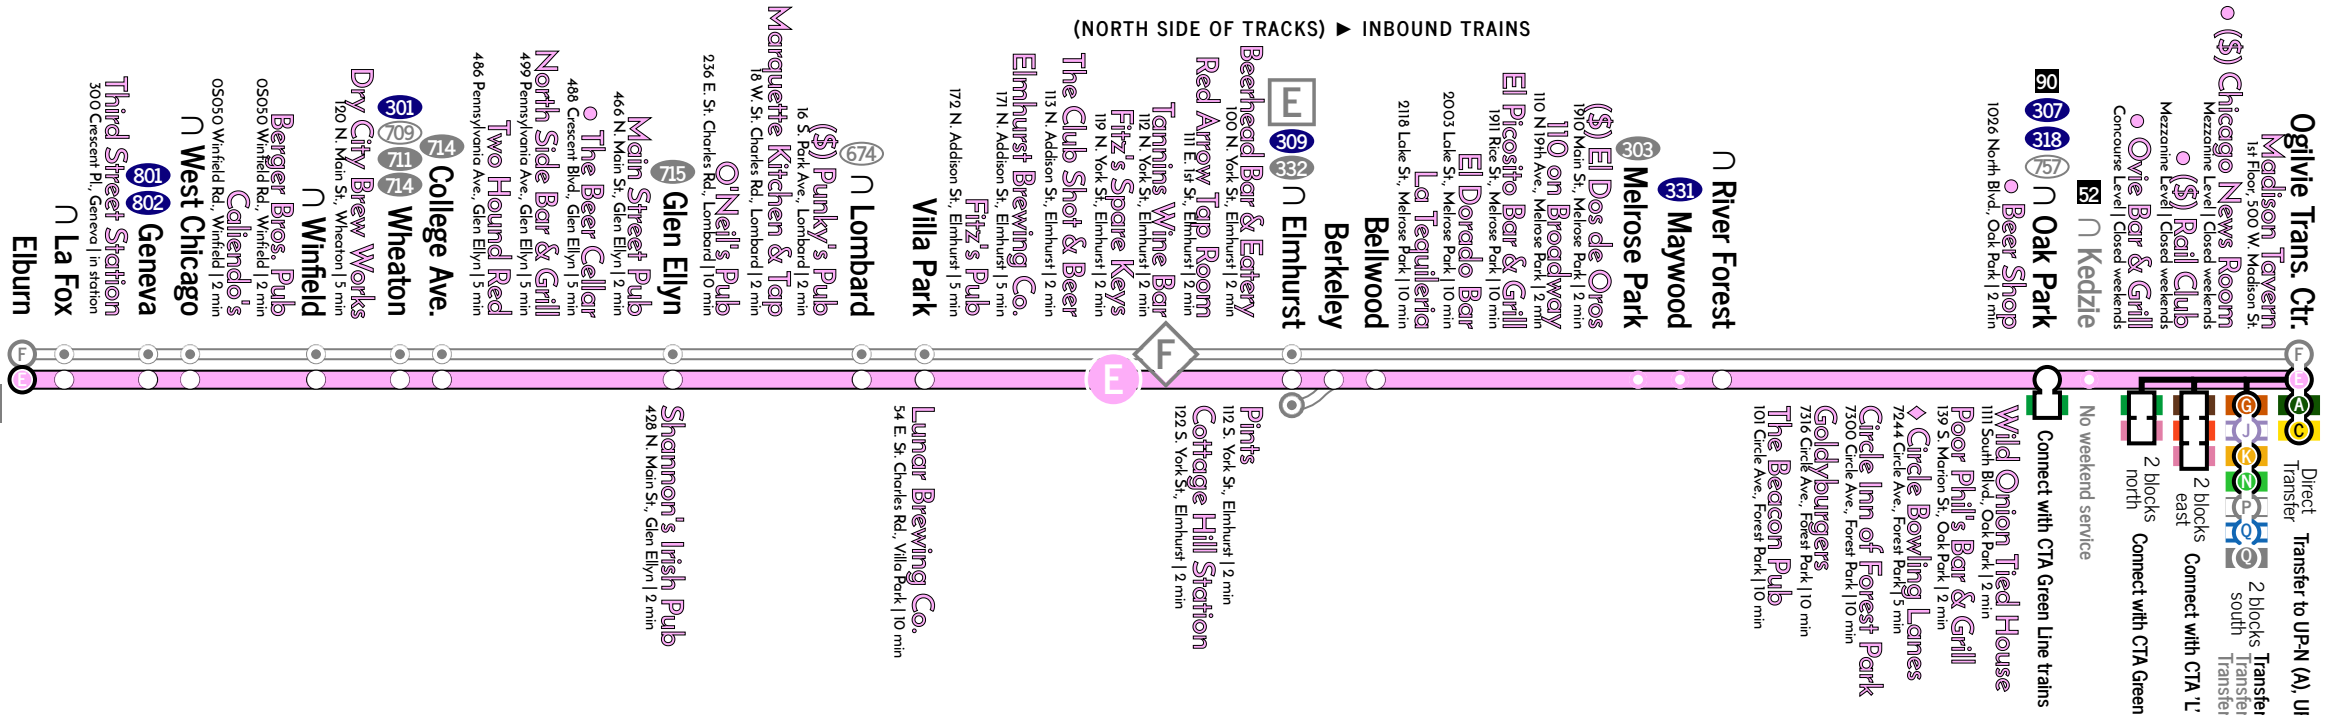 (NORTH SIDE OF TRACKS) ► INBOUND TRAINS
Elburn
∩ La Fox
Third Street Station
300 Crescent Pl., Geneva | in station
801
802
Geneva
∩ West Chicago
Caliendo's
0S050 Winfield Rd., Winfield | 2 min
Berger Bros. Pub
0S050 Winfield Rd., Winfield | 2 min
∩ Winfield
Dry City Brew Works
120 N. Main St., Wheaton | 5 min
301
709
711
714
Wheaton
714
College Ave.
Two Hound Red
486 Pennsylvania Ave., Glen Ellyn | 5 min
North Side Bar & Grill
499 Pennsylvania Ave., Glen Ellyn | 5 min
● The Beer Cellar
488 Crescent Blvd., Glen Ellyn | 2 min
Main Street Pub
466 N. Main St., Glen Ellyn | 2 min
715
Glen Ellyn
O'Neil's Pub
236 E. St. Charles Rd., Lombard | 10 min
Marquette Kitchen & Tap
18 W. St. Charles Rd., Lombard | 2 min
($) Punky's Pub
16 S. Park Ave., Lombard | 2 min
674
∩ Lombard
Villa Park
Fitz's Pub
172 N. Addison St., Elmhurst | 5 min
Elmhurst Brewing Co.
171 N. Addison St., Elmhurst | 5 min
The Club Shot & Beer
113 N. Addison St., Elmhurst | 2 min
Fitz's Spare Keys
119 N. York St., Elmhurst | 2 min
Tannins Wine Bar
112 N. York St., Elmhurst | 2 min
Red Arrow Tap Room
111 E. 1st St., Elmhurst | 2 min
Beerhead Bar & Eatery
100 N. York St., Elmhurst | 2 min
E
309
332
∩ Elmhurst
Berkeley
Bellwood
La Tequileria
2118 Lake St., Melrose Park | 10 min
El Dorado Bar
2003 Lake St., Melrose Park | 10 min
El Picosito Bar & Grill
1911 Rice St., Melrose Park | 10 min
110 on Broadway
110 N 19th Ave., Melrose Park | 2 min
($) El Dos de Oros
1910 Main St., Melrose Park | 2 min
303
Melrose Park
331
Maywood
∩ River Forest
● Beer Shop
1026 North Blvd., Oak Park | 2 min
90
307
318
757
∩ Oak Park
52
∩ Kedzie
● Ovie Bar & Grill
Concourse Level | Closed weekends
● ($) Rail Club
Mezzanine Level | Closed weekends
● ($) Chicago News Room
Mezzanine Level | Closed weekends
Madison Tavern
1st Floor, 500 W. Madison St.
Ogilvie Trans. Ctr.
F
E
E
F
F
E
Shannon's Irish Pub
428 N. Main St., Glen Ellyn | 2 min
Lunar Brewing Co.
54 E. St. Charles Rd., Villa Park | 10 min
Cottage Hill Station
122 S. York St., Elmhurst | 2 min
Pints
112 S. York St., Elmhurst | 2 min
The Beacon Pub
101 Circle Ave., Forest Park | 10 min
Goldyburgers
7316 Circle Ave., Forest Park | 10 min
Circle Inn of Forest Park
7300 Circle Ave., Forest Park | 10 min
♦ Circle Bowling Lanes
7244 Circle Ave., Forest Park | 5 min
Poor Phil's Bar & Grill
139 S. Marion St., Oak Park | 2 min
Wild Onion Tied House
1111 South Blvd., Oak Park | 2 min
Connect with CTA Green Line trains
No weekend service
2 blocks
north
Connect with CTA Green
2 blocks
east
Connect with CTA 'L'
G
J
K
N
P
Q
Q
2 blocks
south
Transfer
Transfer
Transfer
A
C
Direct
Transfer
Transfer to UP-N (A), U